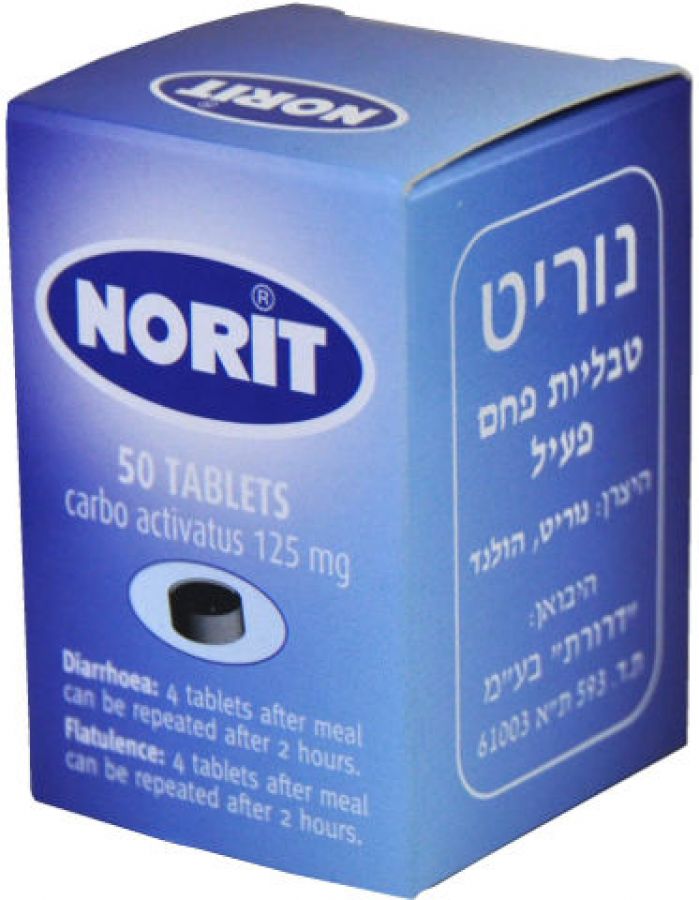 NORIT®
NORIT®
50 TABLETS
carbo activatus 125 mg
Diarrhoea: 4 tablets after meal
can be repeated after 2 hours.
Flatulence: 4 tablets after meal
can be repeated after 2 hours.
נוריט
טבליות פחם
פעיל
היצרן: נוריט, הולנד
היבואן:
"דרורת" בע"מ
ת.ד. 593 ת"א 61003